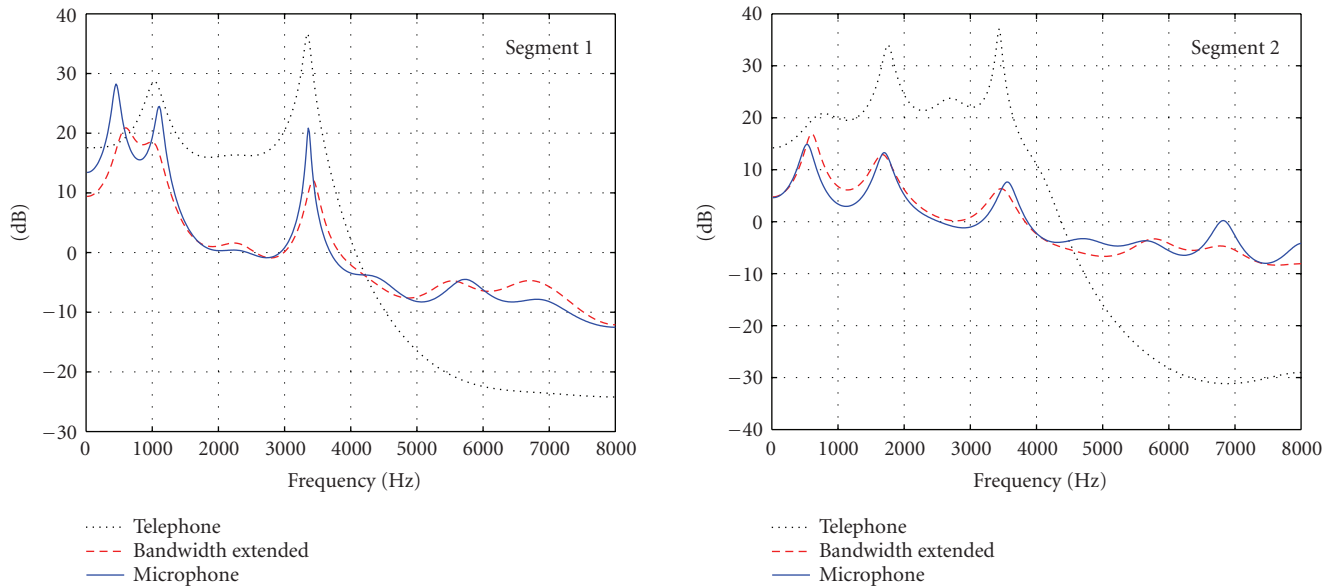 40
30
20
10
0
−10
−20
−30
(dB)
0 1000 2000 3000 4000 5000 6000 7000 8000
Frequency (Hz)
Segment 1
Telephone
Bandwidth extended
Microphone
40
30
20
10
0
−10
−20
−30
−40
(dB)
0 1000 2000 3000 4000 5000 6000 7000 8000
Frequency (Hz)
Segment 2
Telephone
Bandwidth extended
Microphone